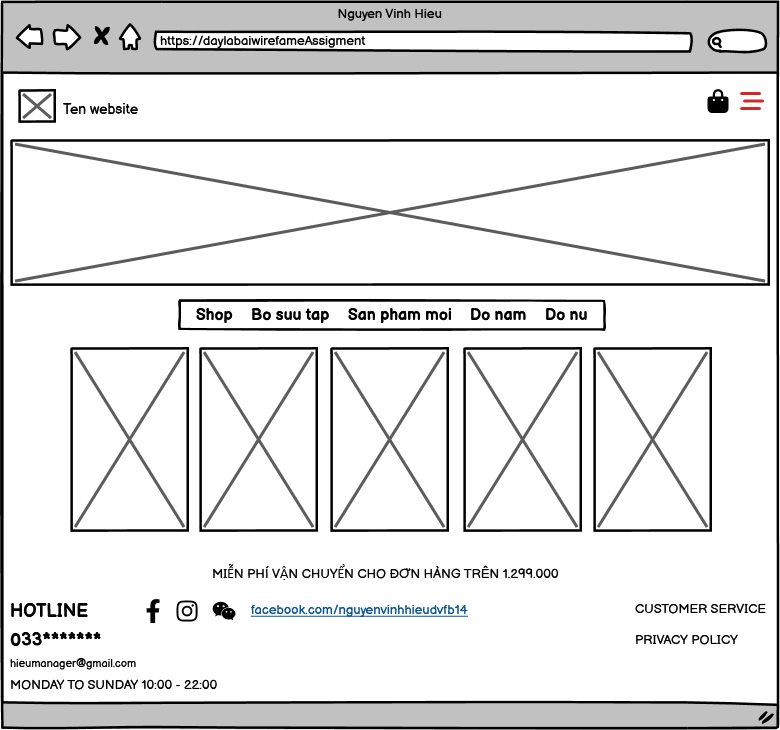 Nguyen Vinh Hieu
https://daylabaiwirefameAssigment
Ten website
Shop Bo suu tap San pham moi Do nam Do nu
MIỄN PHÍ VẬN CHUYỂN CHO ĐƠN HÀNG TRÊN 1.299.000
HOTLINE facebook.com/nguyenvinhhieudvfb14 CUSTOMER SERVICE
033******* PRIVACY POLICY
hieumanager@gmail.com
MONDAY TO SUNDAY 10:00 - 22:00